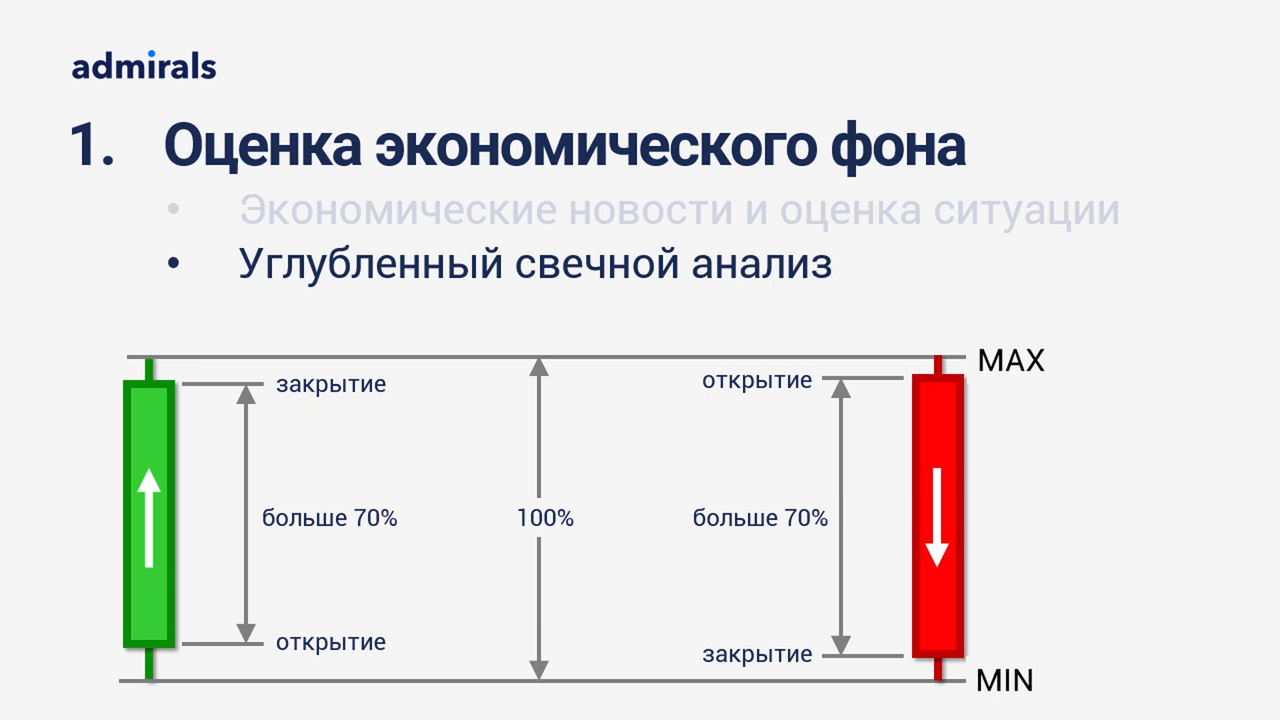 admirals
1. Оценка экономического фона
• Экономические новости и оценка ситуации
• Углубленный свечной анализ
MAX
закрытие
открытие
больше 70%
100%
больше 70%
открытие
закрытие
MIN